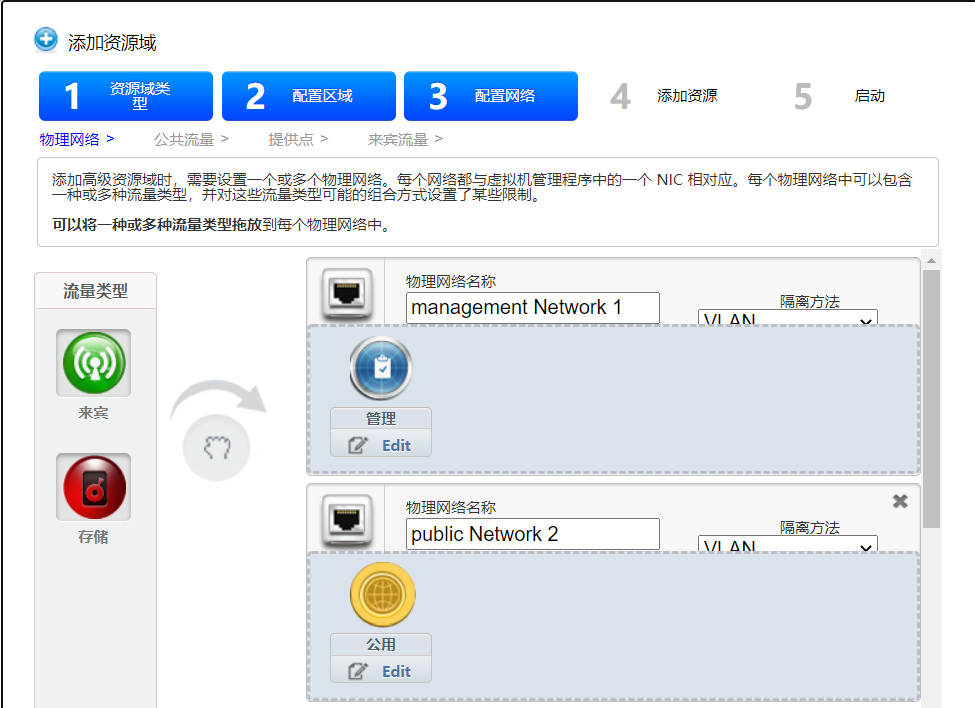 添加资源域
1 资源域类型
2 配置区域
3 配置网络
4 添加资源
5 启动
物理网络 > 公共流量 > 提供点 > 来宾流量 >
添加高级资源域时，需要设置一个或多个物理网络。每个网络都与虚拟机管理程序中的一个 NIC 相对应。每个物理网络中可以包含
一种或多种流量类型，并对这些流量类型可能的组合方式设置了某些限制。
可以将一种或多种流量类型拖放到每个物理网络中。
流量类型
来宾
存储
物理网络名称
management Network 1
隔离方法
VLAN
管理
Edit
物理网络名称
public Network 2
隔离方法
VLAN
公用
Edit